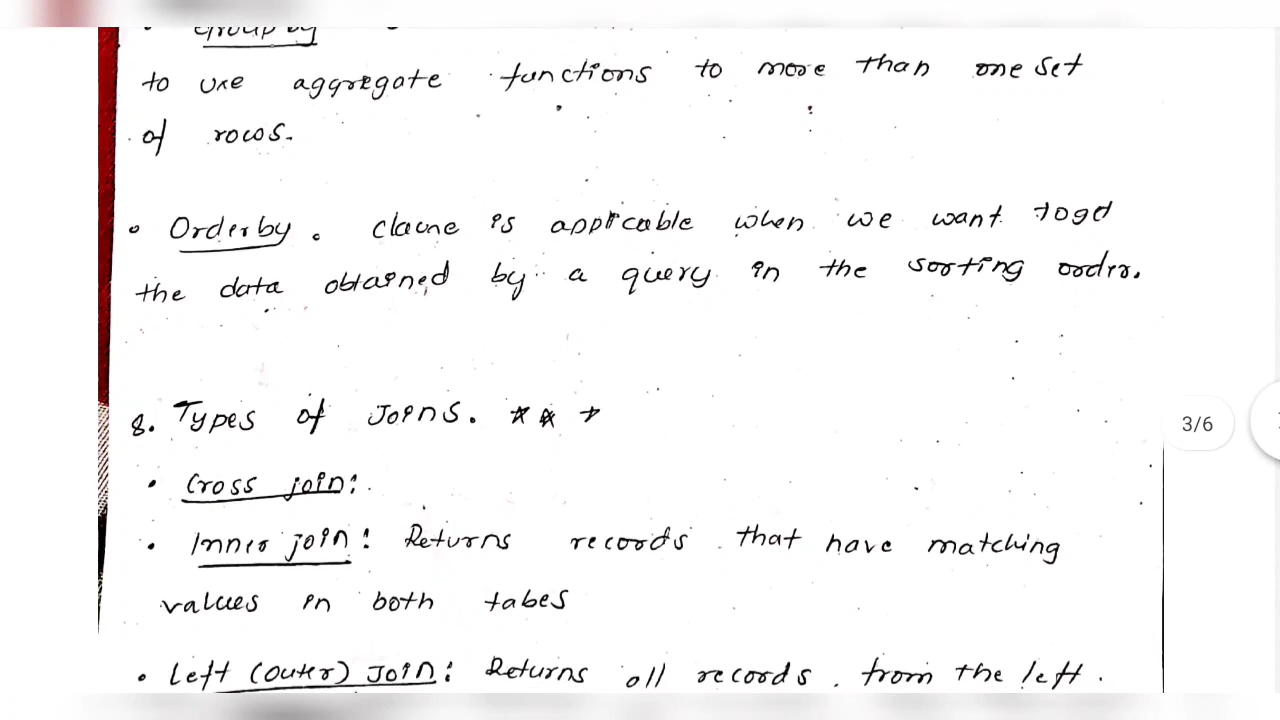 • Group by
to use aggregate functions to more than one set
of rows.
• Orderby. clause is applicable when we want to get
the data obtained by a query in the sorting order.
8. Types of Joins. ***
3/6
• Cross join:
• Inner join: Returns records that have matching
values in both tabes
• Left (outer) Join: Returns all records from the left.